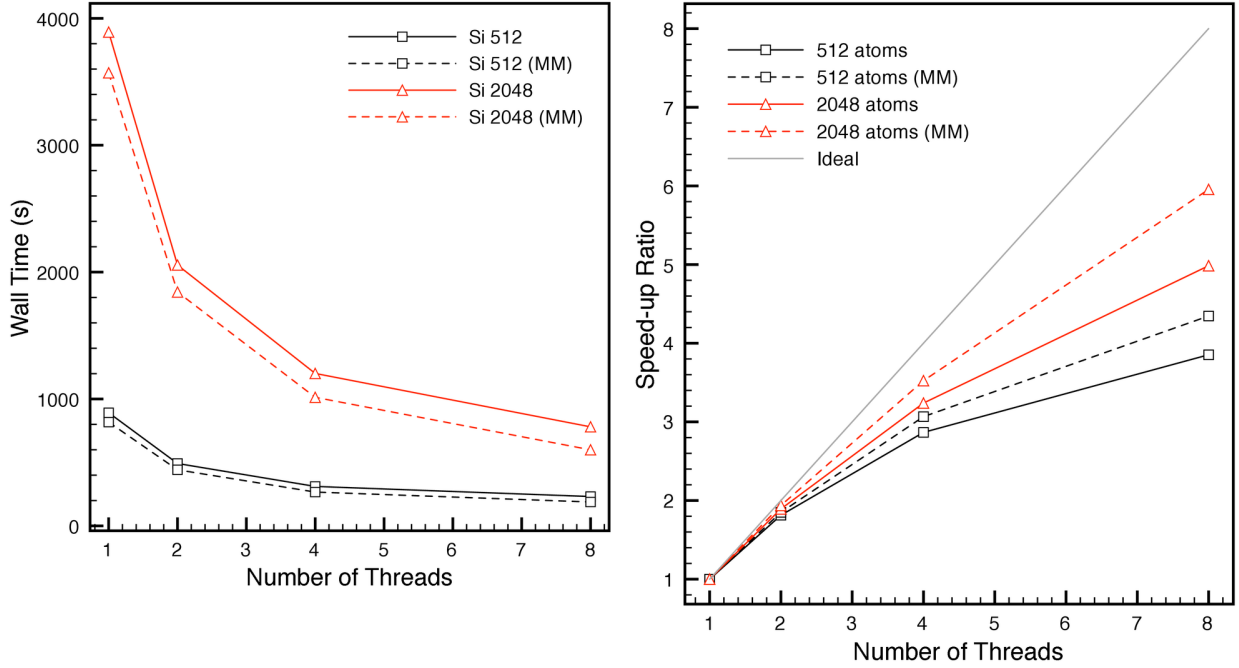 4000
3000
2000
1000
0
1 2 3 4 5 6 7 8
Wall Time (s)
Number of Threads
Si 512
Si 512 (MM)
Si 2048
Si 2048 (MM)
8
7
6
5
4
3
2
1
1 2 3 4 5 6 7 8
Speed-up Ratio
Number of Threads
512 atoms
512 atoms (MM)
2048 atoms
2048 atoms (MM)
Ideal